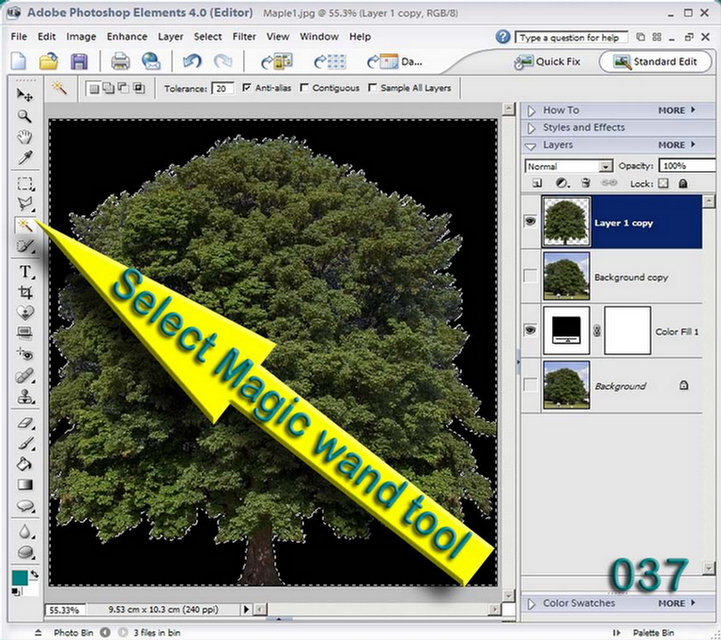 Adobe Photoshop Elements 4.0 (Editor) Maple1.jpg @ 55.3% (Layer 1 copy, RGB/8)
File Edit Image Enhance Layer Select Filter View Window Help Type a question for help
Da... Quick Fix Standard Edit
Tolerance: 20 Anti-alias Contiguous Sample All Layers
How To MORE
Styles and Effects
Layers MORE
Normal Opacity: 100%
Lock:
Layer 1 copy
Background copy
Color Fill 1
Background
Select Magic wand tool
037
55.33% 9.53 cm x 10.3 cm (240 ppi)
Color Swatches MORE
Photo Bin 3 files in bin Palette Bin